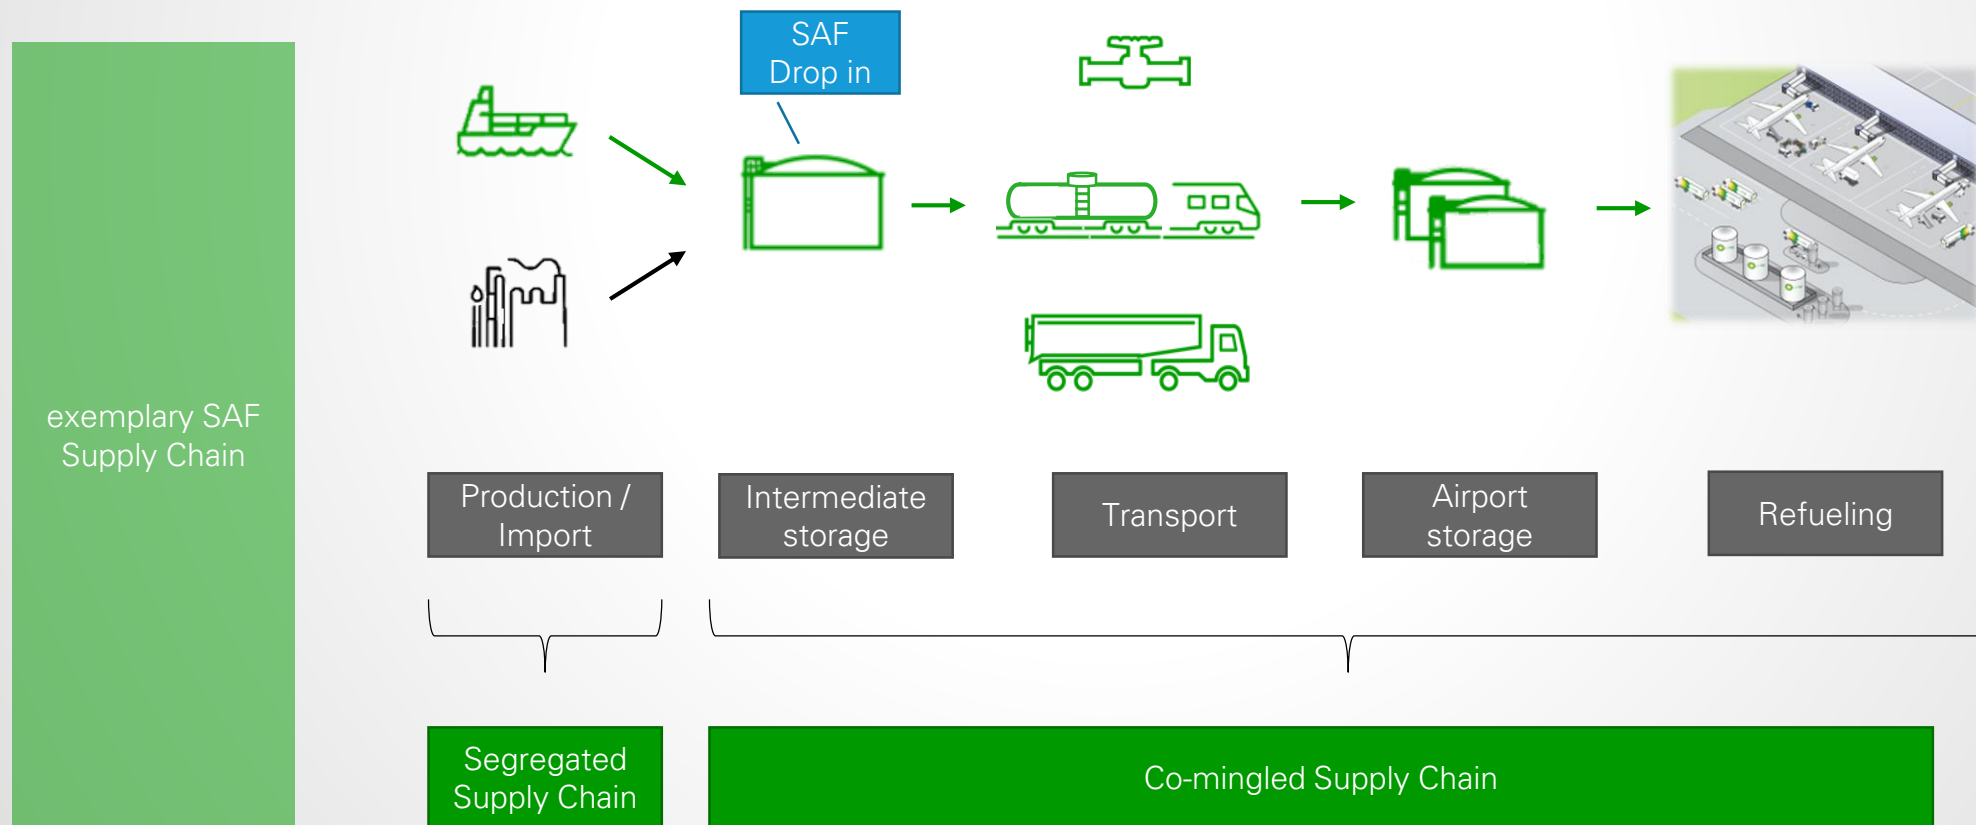 SAF
Drop in
exemplary SAF
Supply Chain
Production /
Import
Intermediate
storage
Transport
Airport
storage
Refueling
Segregated
Supply Chain
Co-mingled Supply Chain